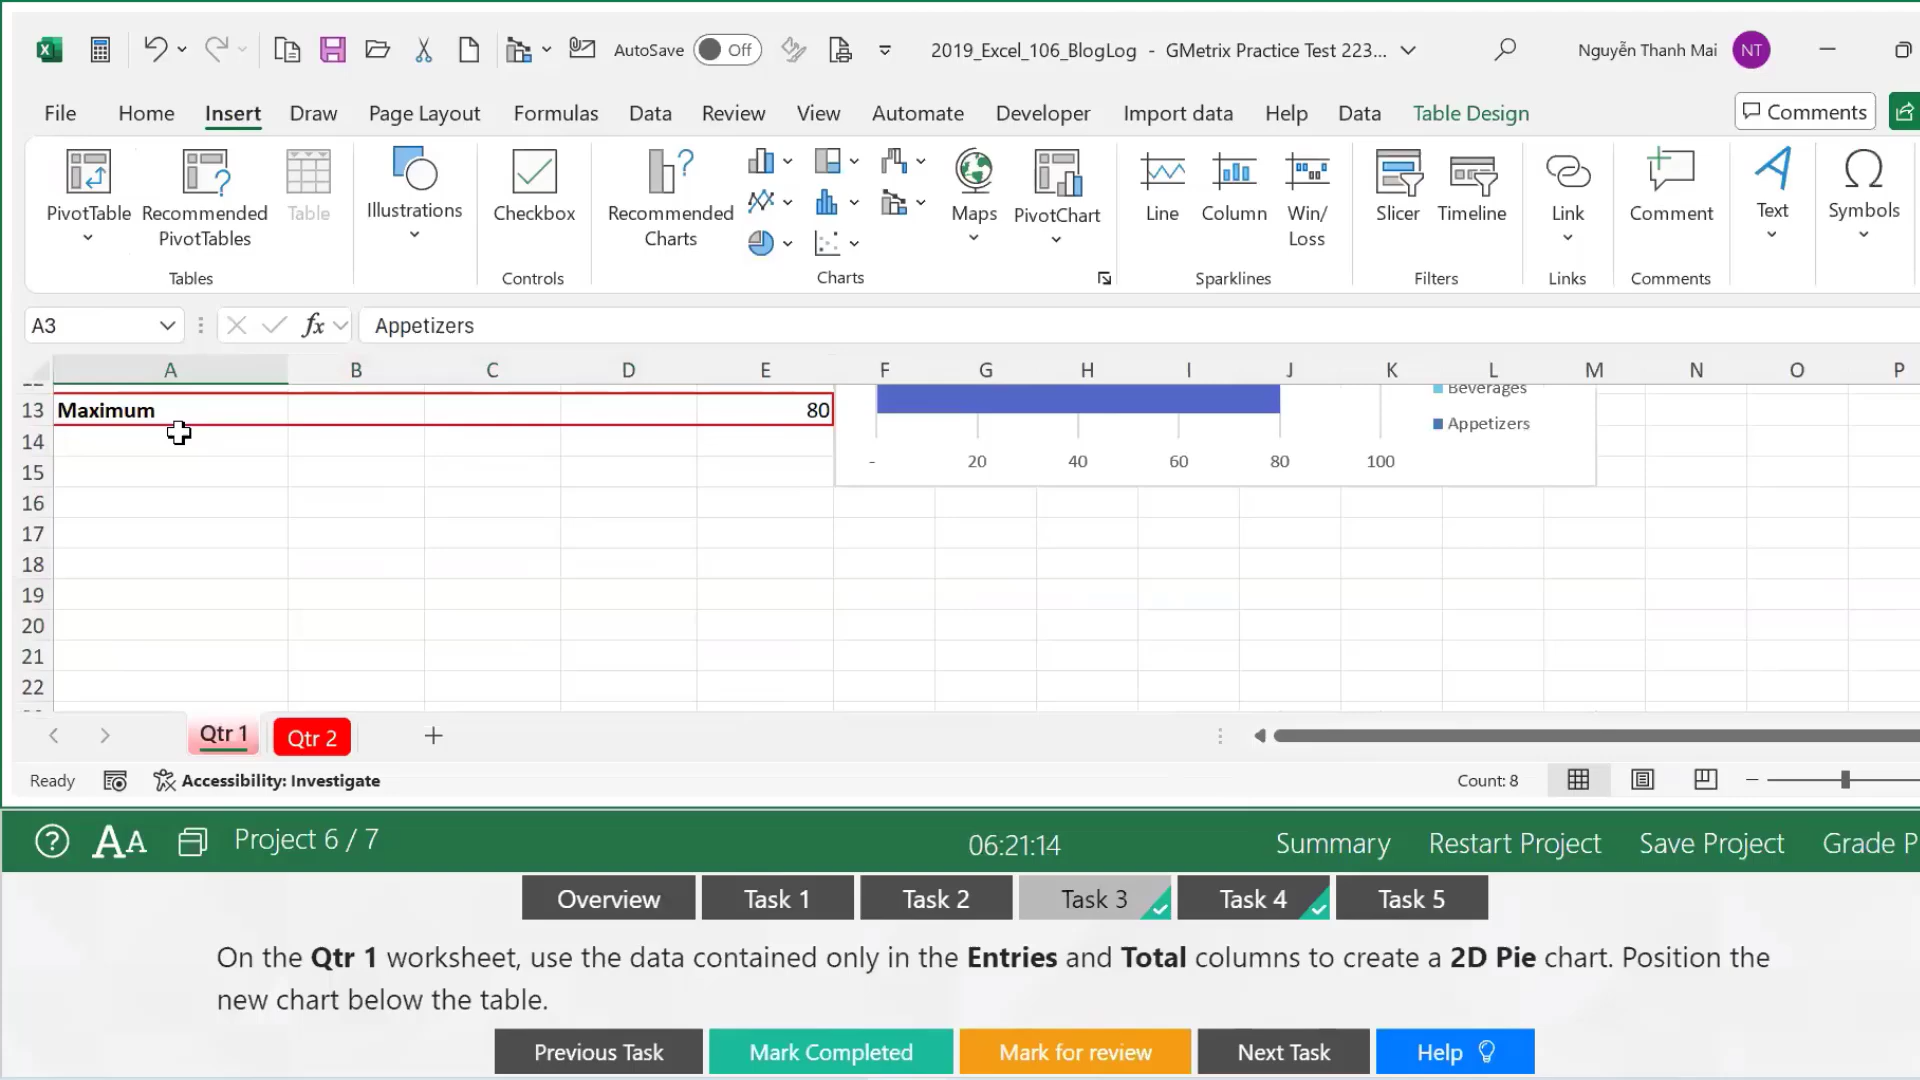 AutoSave Off 2019_Excel_106_BlogLog - GMetrix Practice Test 223... Nguyễn Thanh Mai NT
File Home Insert Draw Page Layout Formulas Data Review View Automate Developer Import data Help Data Table Design Comments
PivotTable Recommended PivotTables Table Illustrations Checkbox Recommended Charts Maps PivotChart Line Column Win/Loss Slicer Timeline Link Comment Text Symbols
Tables Controls Charts Sparklines Filters Links Comments
A3 fx Appetizers
A B C D E F G H I J K L M N O P
Beverages
13 Maximum 80
Appetizers
14
- 20 40 60 80 100
15
16
17
18
19
20
21
22
Qtr 1 Qtr 2
Ready Accessibility: Investigate Count: 8
Project 6 / 7 06:21:14 Summary Restart Project Save Project Grade P
Overview Task 1 Task 2 Task 3 Task 4 Task 5
On the Qtr 1 worksheet, use the data contained only in the Entries and Total columns to create a 2D Pie chart. Position the
new chart below the table.
Previous Task Mark Completed Mark for review Next Task Help